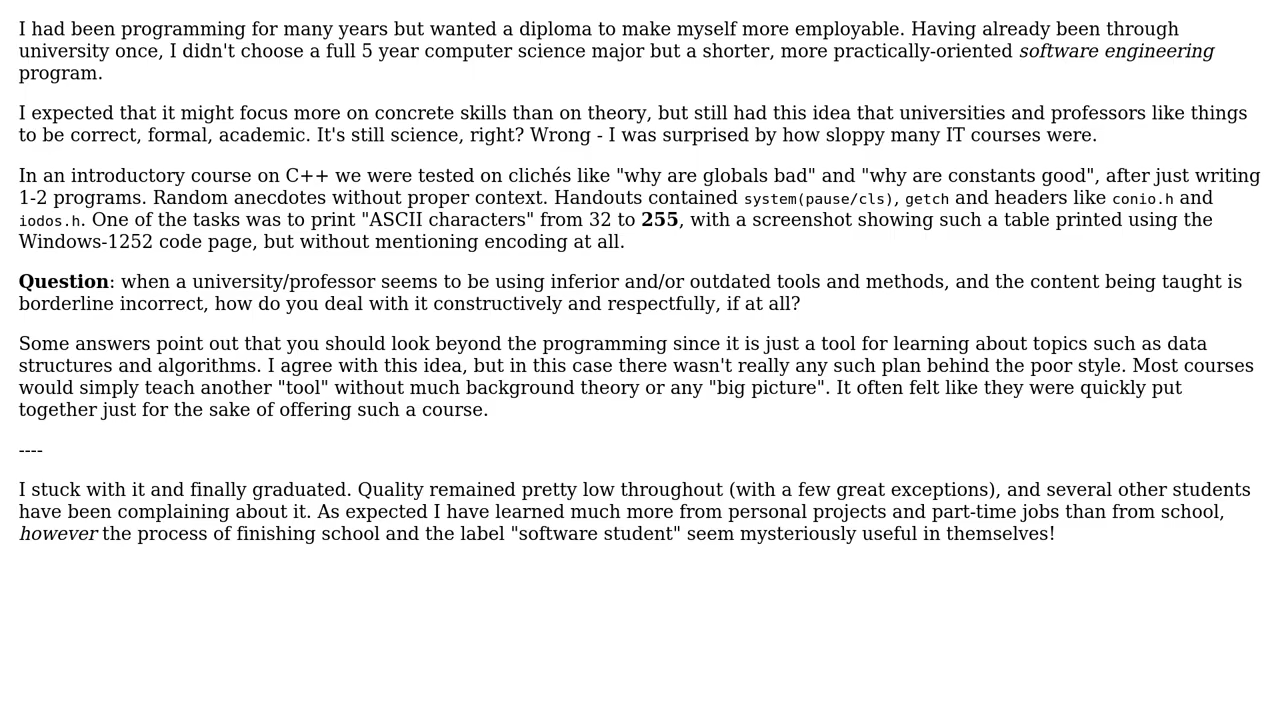 I had been programming for many years but wanted a diploma to make myself more employable. Having already been through
university once, I didn't choose a full 5 year computer science major but a shorter, more practically-oriented software engineering
program.
I expected that it might focus more on concrete skills than on theory, but still had this idea that universities and professors like things
to be correct, formal, academic. It's still science, right? Wrong - I was surprised by how sloppy many IT courses were.
In an introductory course on C++ we were tested on clichés like "why are globals bad" and "why are constants good", after just writing
1-2 programs. Random anecdotes without proper context. Handouts contained system(pause/cls), getch and headers like conio.h and
iodos.h. One of the tasks was to print "ASCII characters" from 32 to 255, with a screenshot showing such a table printed using the
Windows-1252 code page, but without mentioning encoding at all.
Question: when a university/professor seems to be using inferior and/or outdated tools and methods, and the content being taught is
borderline incorrect, how do you deal with it constructively and respectfully, if at all?
Some answers point out that you should look beyond the programming since it is just a tool for learning about topics such as data
structures and algorithms. I agree with this idea, but in this case there wasn't really any such plan behind the poor style. Most courses
would simply teach another "tool" without much background theory or any "big picture". It often felt like they were quickly put
together just for the sake of offering such a course.
----
I stuck with it and finally graduated. Quality remained pretty low throughout (with a few great exceptions), and several other students
have been complaining about it. As expected I have learned much more from personal projects and part-time jobs than from school,
however the process of finishing school and the label "software student" seem mysteriously useful in themselves!